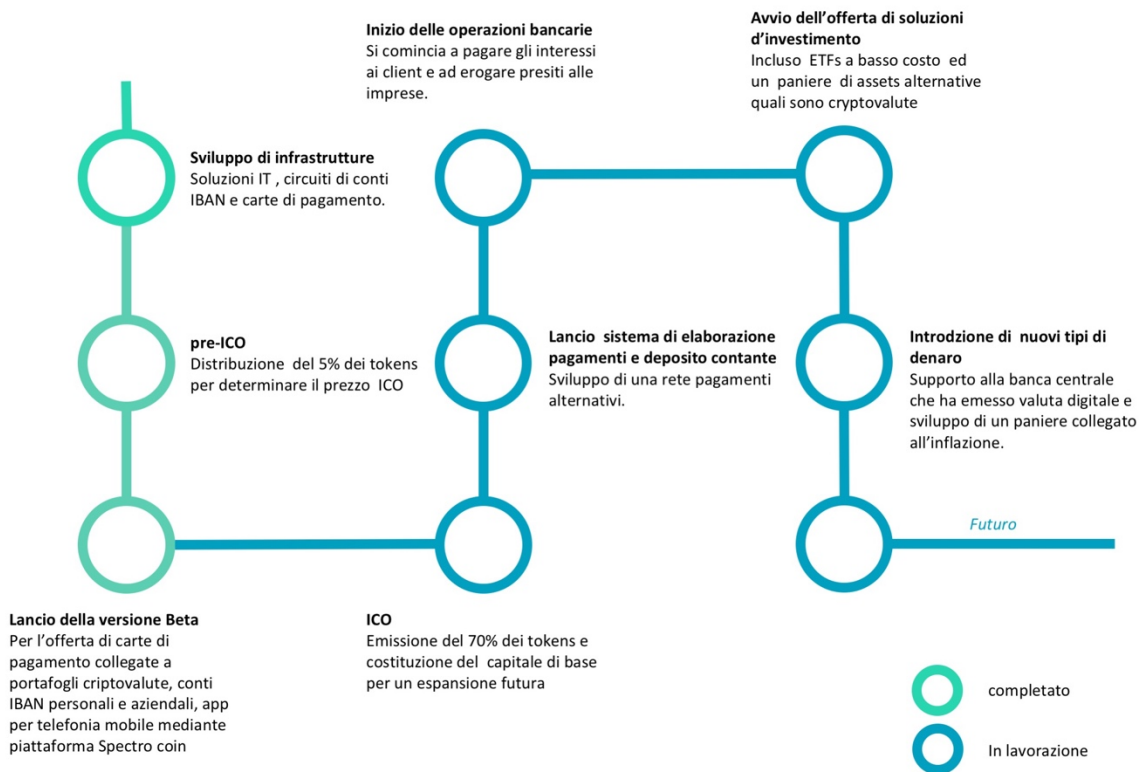 Sviluppo di infrastrutture
Soluzioni IT , circuiti di conti
IBAN e carte di pagamento.
pre-ICO
Distribuzione del 5% dei tokens
per determinare il prezzo ICO
Lancio della versione Beta
Per l'offerta di carte di
pagamento collegate a
portafogli criptovalute, conti
IBAN personali e aziendali, app
per telefonia mobile mediante
piattaforma Spectro coin
ICO
Emissione del 70% dei tokens e
costituzione del capitale di base
per un espansione futura
Lancio sistema di elaborazione
pagamenti e deposito contante
Sviluppo di una rete pagamenti
alternativi.
Inizio delle operazioni bancarie
Si comincia a pagare gli interessi
ai client e ad erogare presiti alle
imprese.
Avvio dell'offerta di soluzioni
d'investimento
Incluso ETFs a basso costo ed
un paniere di assets alternative
quali sono cryptovalute
Introdzione di nuovi tipi di
denaro
Supporto alla banca centrale
che ha emesso valuta digitale e
sviluppo di un paniere collegato
all'inflazione.
Futuro
completato
In lavorazione